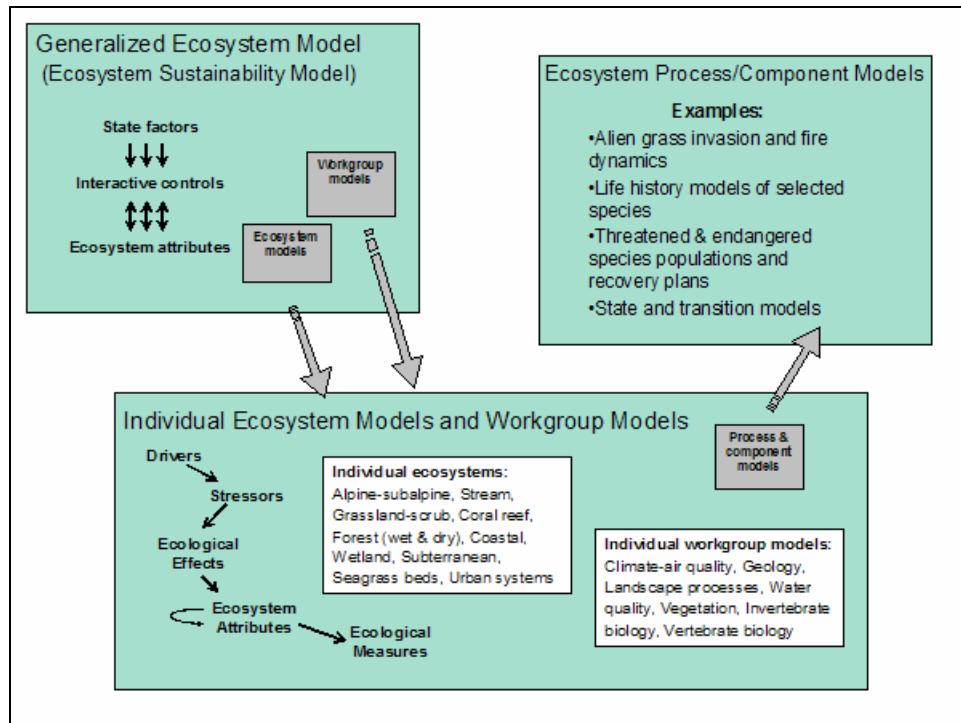 Generalized Ecosystem Model
(Ecosystem Sustainability Model)
State factors
Interactive controls
Ecosystem attributes
Workgroup
models
Ecosystem
models
Ecosystem Process/Component Models
Examples:
•Alien grass invasion and fire
dynamics
•Life history models of selected
species
•Threatened & endangered
species populations and
recovery plans
•State and transition models
Individual Ecosystem Models and Workgroup Models
Drivers
Stressors
Ecological
Effects
Ecosystem
Attributes
Ecological
Measures
Individual ecosystems:
Alpine-subalpine, Stream,
Grassland-scrub, Coral reef,
Forest (wet & dry), Coastal,
Wetland, Subterranean,
Seagrass beds, Urban systems
Process &
component
models
Individual workgroup models:
Climate-air quality, Geology,
Landscape processes, Water
quality, Vegetation, Invertebrate
biology, Vertebrate biology